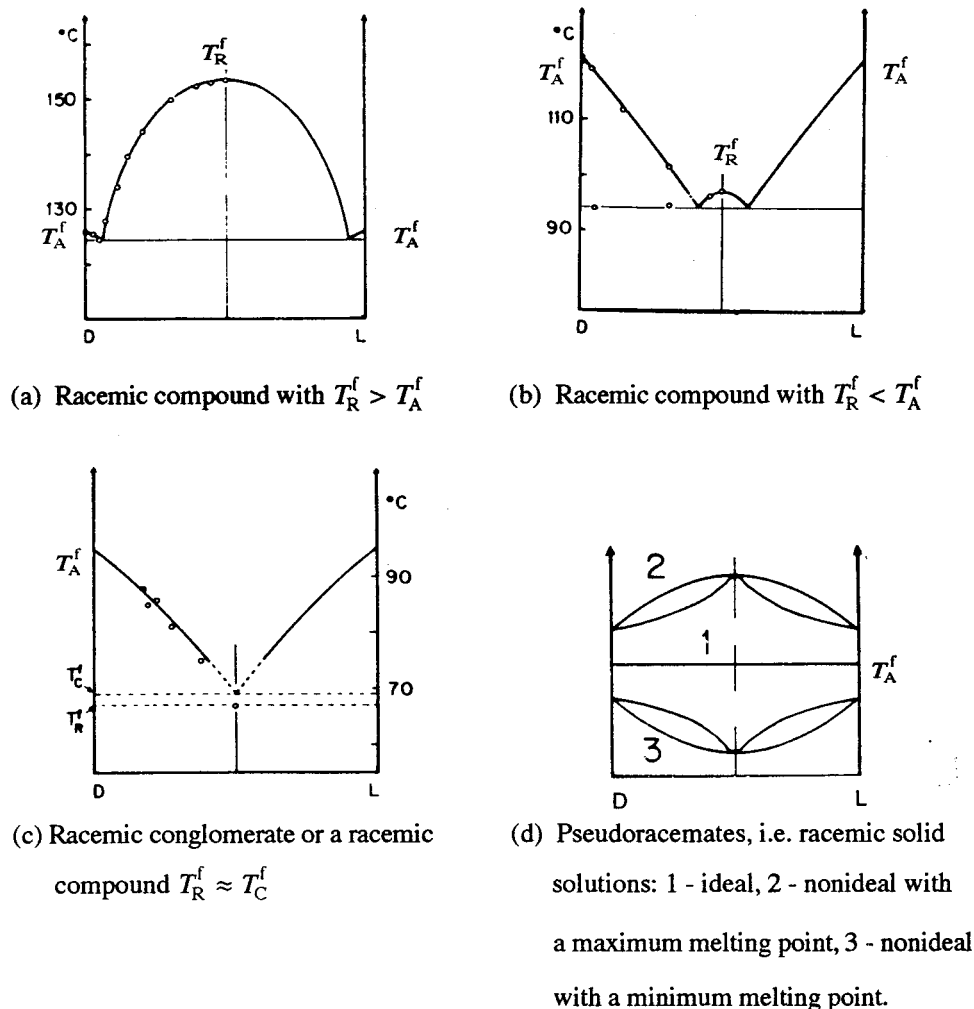 °C
T_R^f
150
130
T_A^f
T_A^f
D
L
(a) Racemic compound with T_R^f > T_A^f
°C
T_A^f
T_A^f
110
T_R^f
90
D
L
(b) Racemic compound with T_R^f < T_A^f
°C
T_A^f
90
T_C^f
70
T_R^f
D
L
(c) Racemic conglomerate or a racemic
compound T_R^f ≈ T_C^f
2
1
T_A^f
3
D
L
(d) Pseudoracemates, i.e. racemic solid
solutions: 1 - ideal, 2 - nonideal with
a maximum melting point, 3 - nonideal
with a minimum melting point.